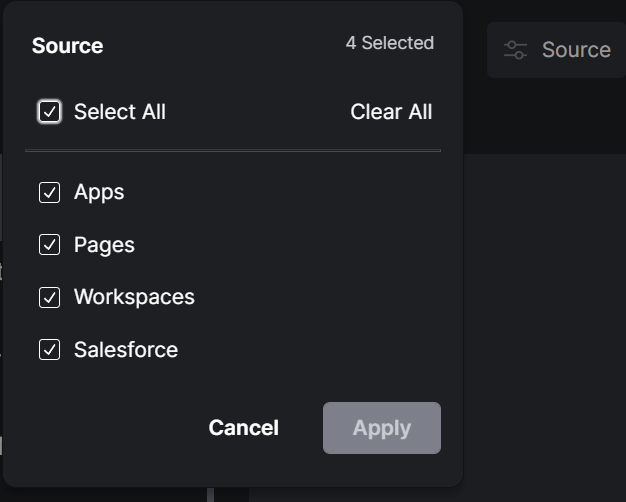 Source 4 Selected
Source
Select All Clear All
Apps
Pages
Workspaces
Salesforce
Cancel Apply